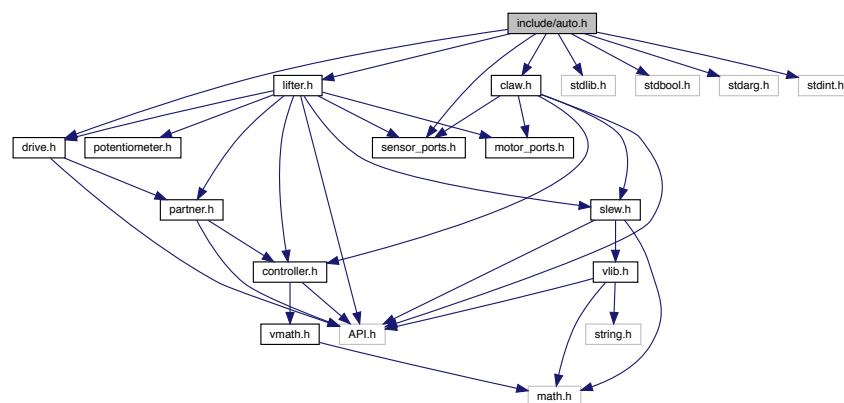 include/auto.h
lifter.h
claw.h
stdlib.h
stdbool.h
stdarg.h
stdint.h
drive.h
potentiometer.h
sensor_ports.h
motor_ports.h
partner.h
slew.h
controller.h
vlib.h
vmath.h
API.h
string.h
math.h